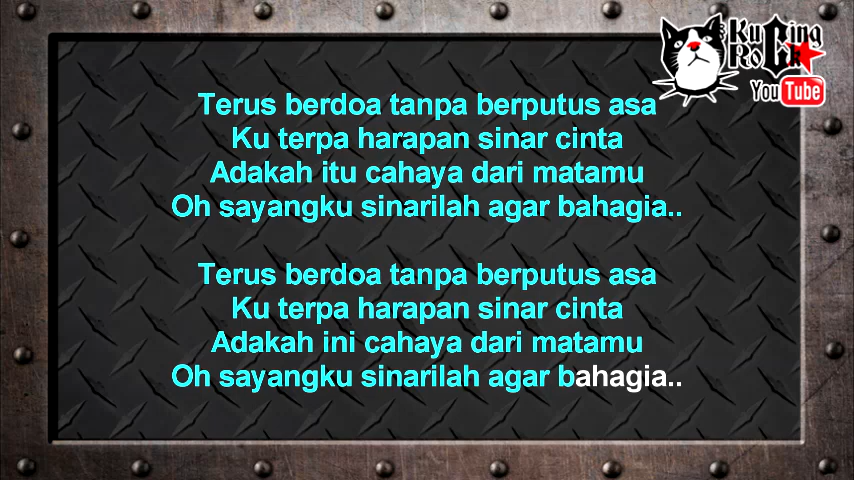 Kucing
Rock
YouTube
Terus berdoa tanpa berputus asa
Ku terpa harapan sinar cinta
Adakah itu cahaya dari matamu
Oh sayangku sinarilah agar bahagia..
Terus berdoa tanpa berputus asa
Ku terpa harapan sinar cinta
Adakah ini cahaya dari matamu
Oh sayangku sinarilah agar bahagia..